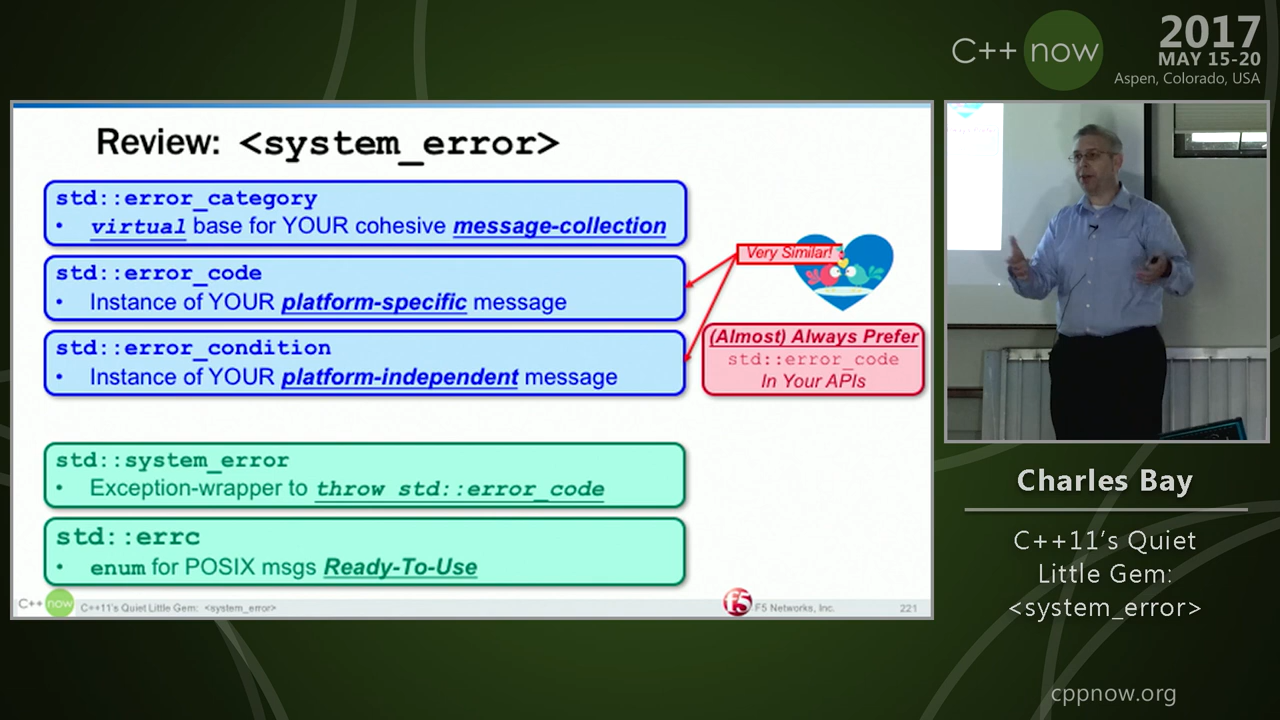 C++ now
2017
MAY 15-20
Aspen, Colorado, USA
Review: <system_error>
std::error_category
• virtual base for YOUR cohesive message-collection
std::error_code
• Instance of YOUR platform-specific message
std::error_condition
• Instance of YOUR platform-independent message
Very Similar!
(Almost) Always Prefer
std::error_code
In Your APIs
std::system_error
• Exception-wrapper to throw std::error_code
std::errc
• enum for POSIX msgs Ready-To-Use
C++ now C++11's Quiet Little Gem: <system_error>
f5 F5 Networks, Inc.
221
Charles Bay
C++11’s Quiet
Little Gem:
<system_error>
cppnow.org